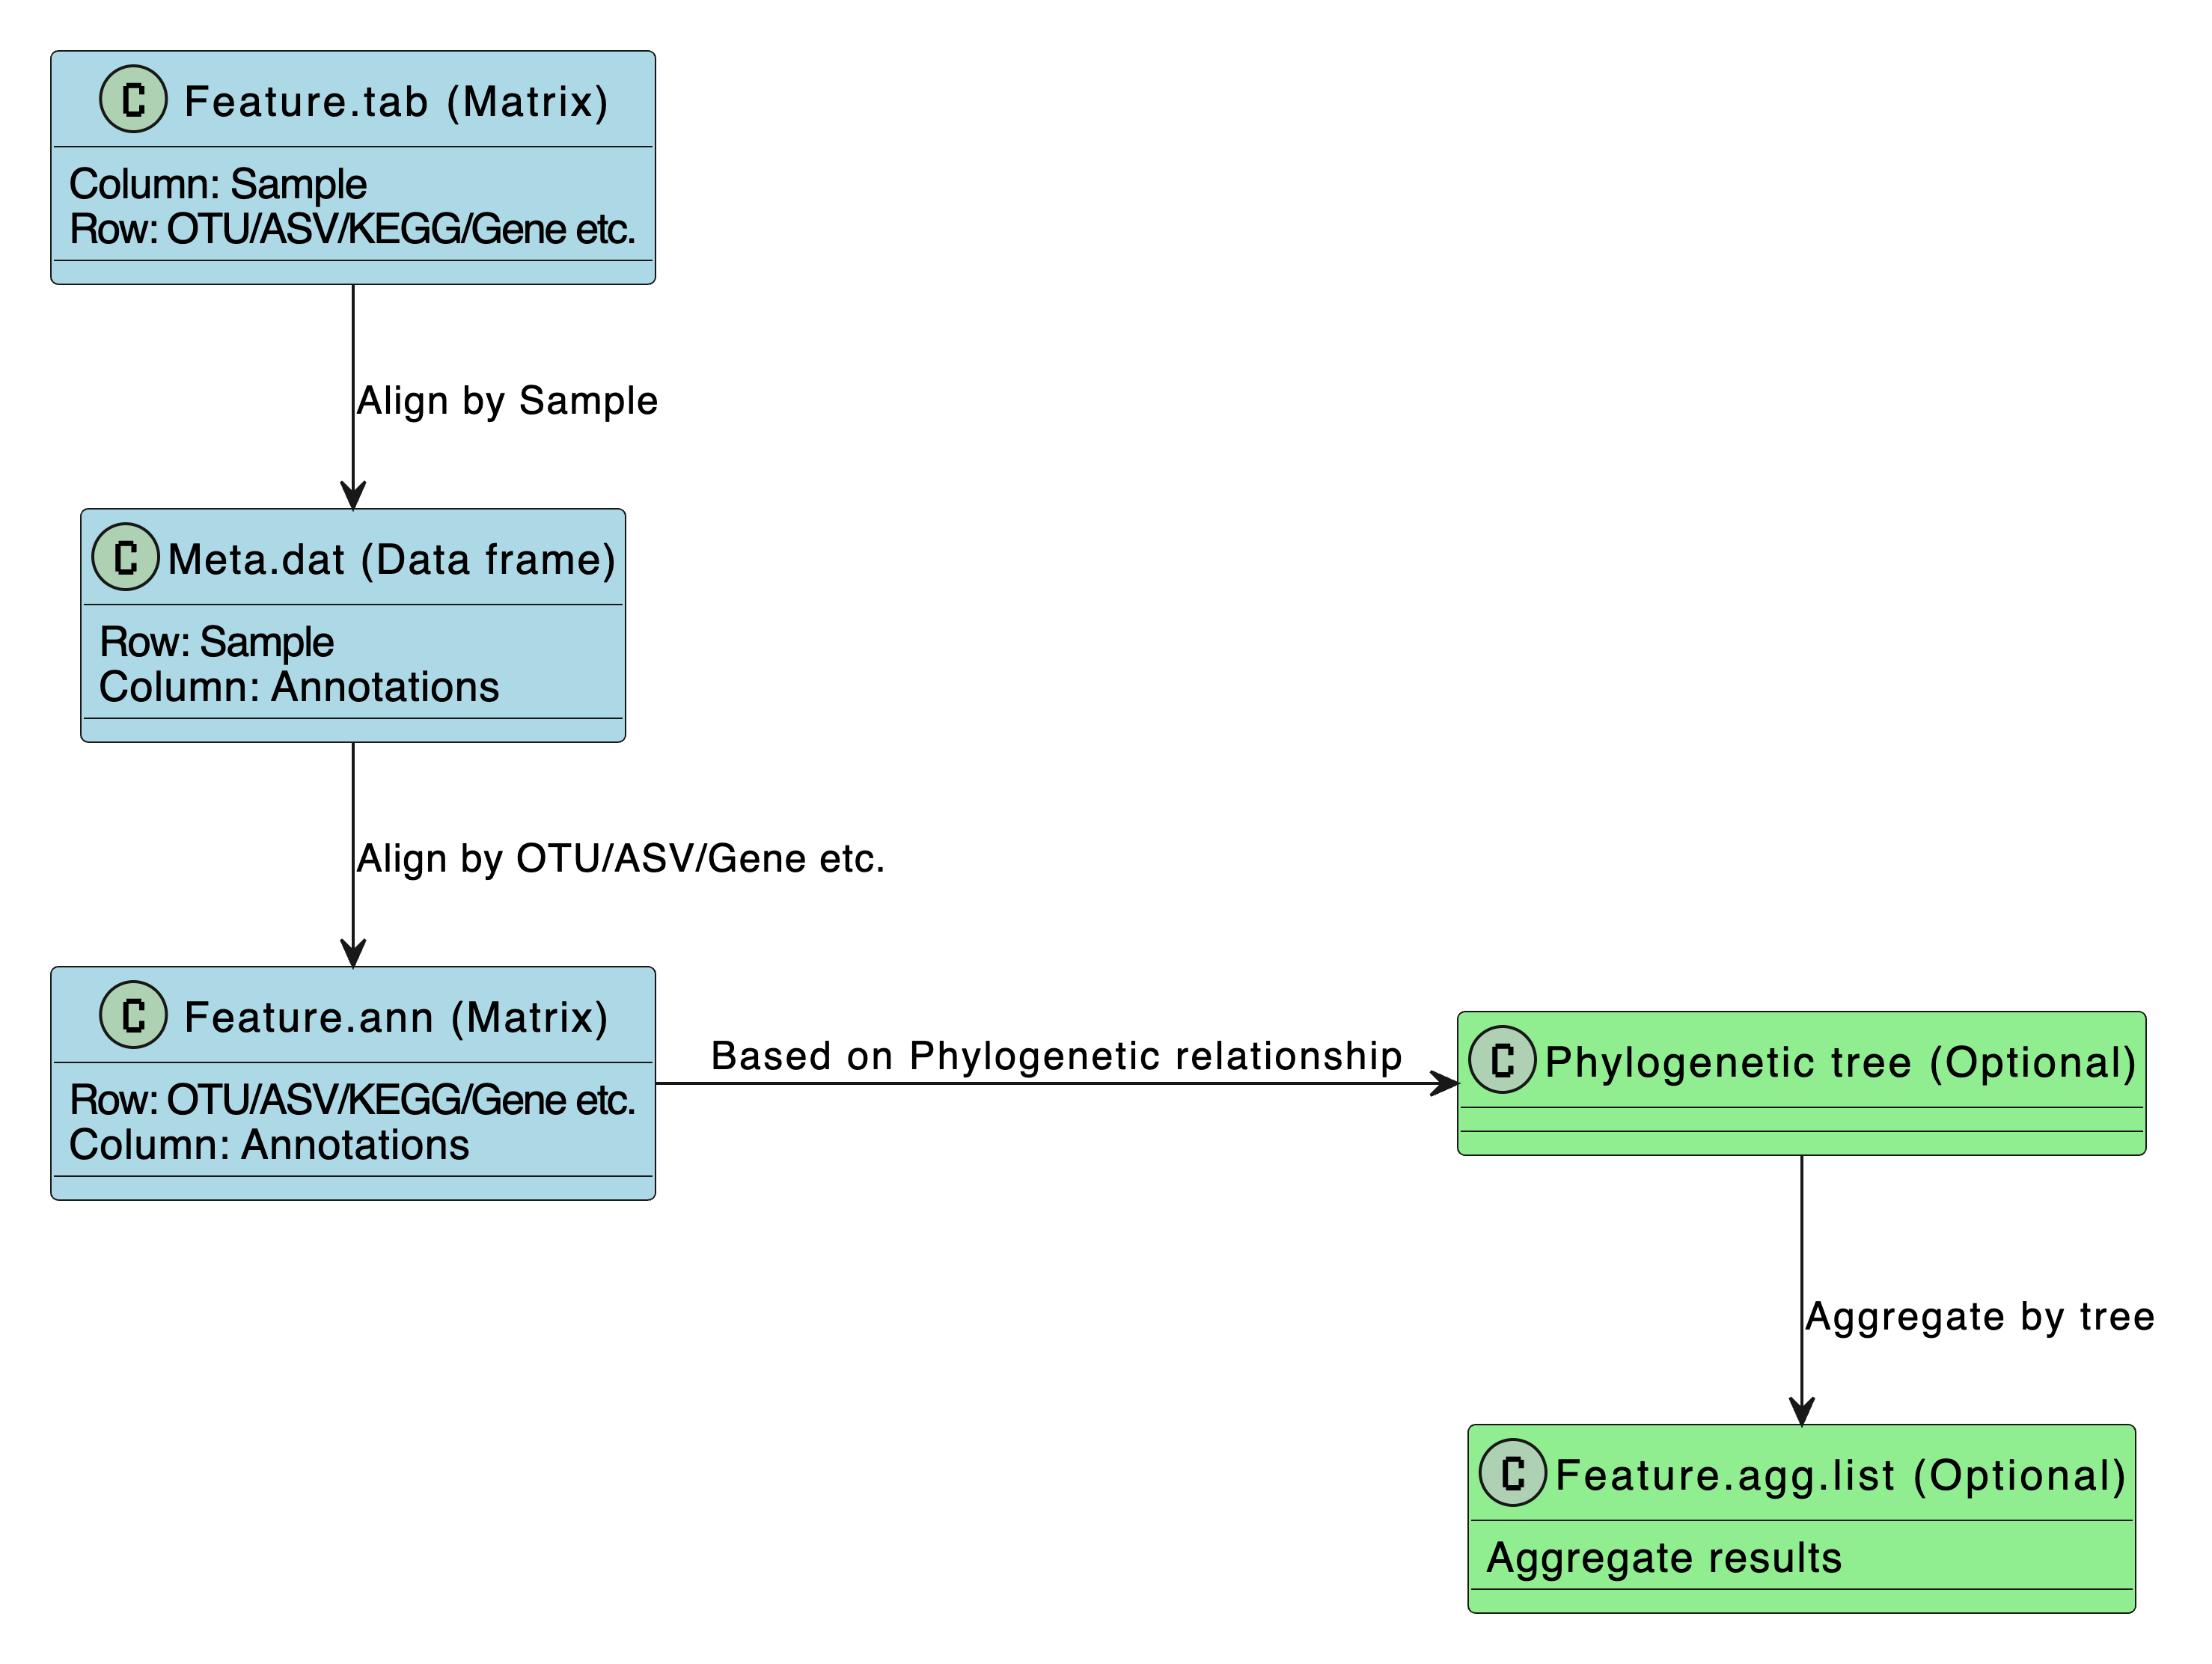 C Feature.tab (Matrix)
Column: Sample
Row: OTU/ASV/KEGG/Gene etc.
Align by Sample
C Meta.dat (Data frame)
Row: Sample
Column: Annotations
Align by OTU/ASV/Gene etc.
C Feature.ann (Matrix)
Row: OTU/ASV/KEGG/Gene etc.
Column: Annotations
Based on Phylogenetic relationship
C Phylogenetic tree (Optional)
Aggregate by tree
C Feature.agg.list (Optional)
Aggregate results